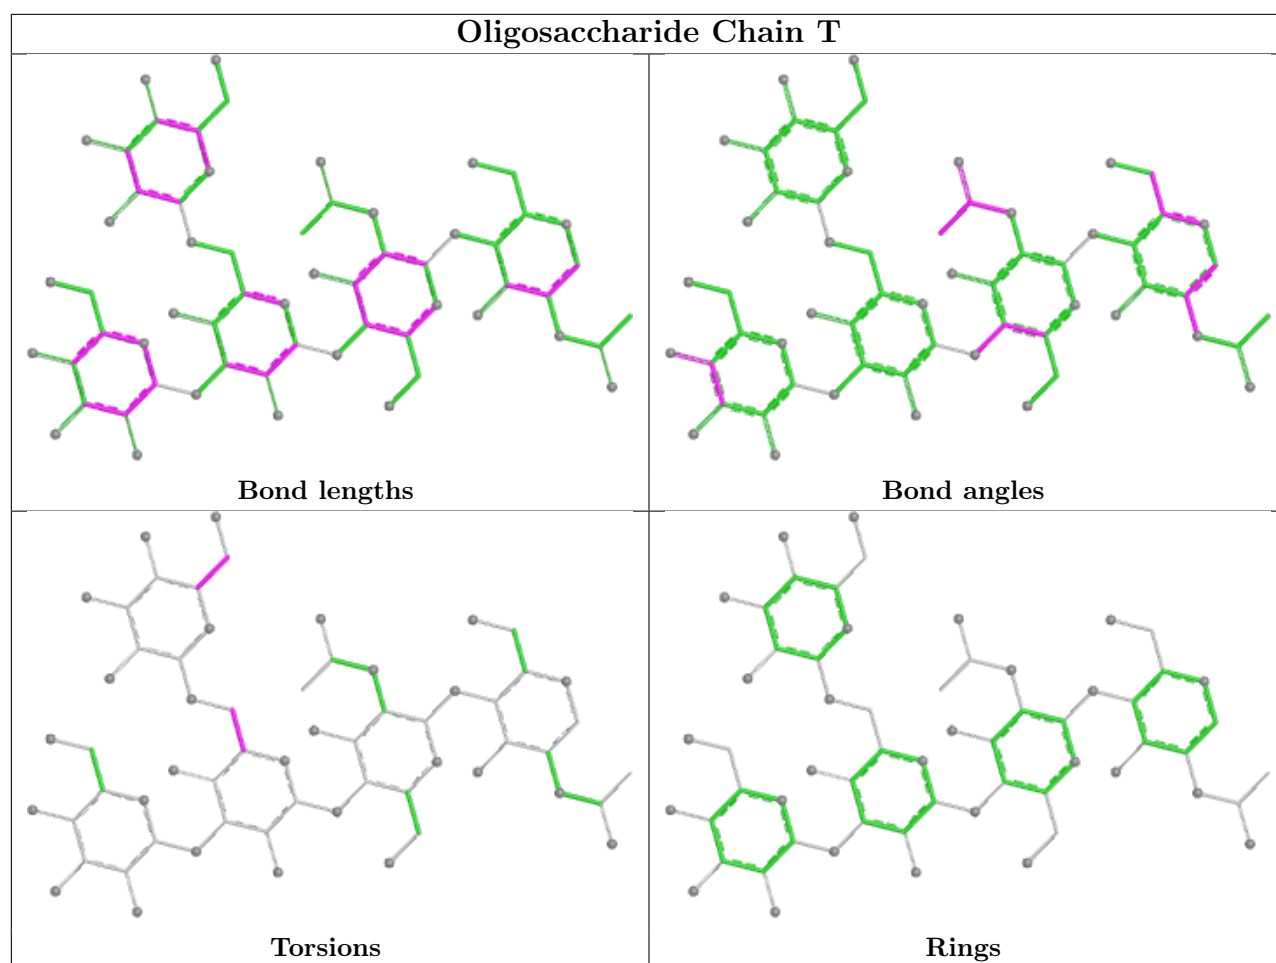 Oligosaccharide Chain T
Bond lengths
Bond angles
Torsions
Rings